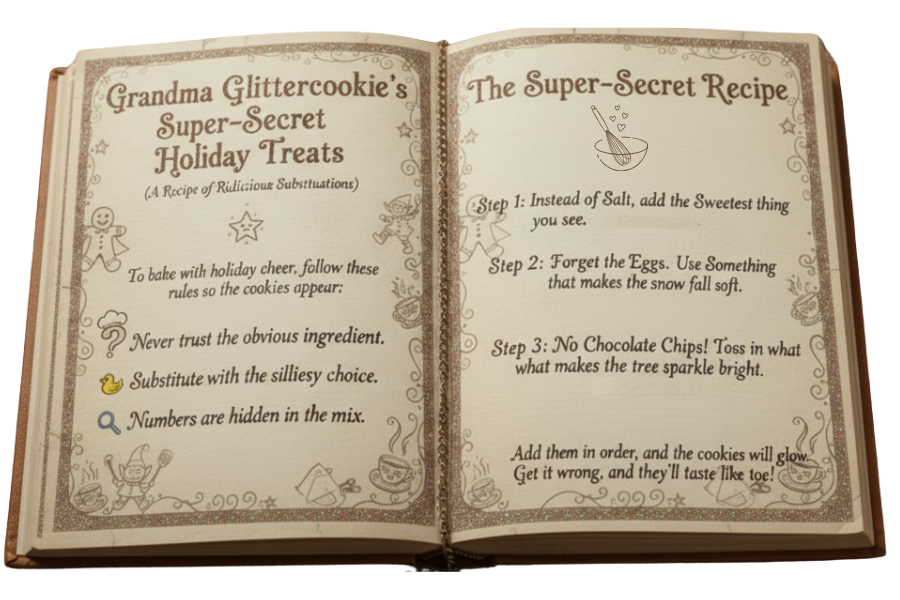 Grandma Glittercookie's
Super-Secret
Holiday Treats
(A Recipe of Ridicious Substituations)
To bake with holiday cheer, follow these
rules so the cookies appear:
Never trust the obvious ingredient.
Substitute with the silliesy choice.
Numbers are hidden in the mix.
The Super-Secret Recipe
Step 1: Instead of Salt, add the Sweetest thing
you see.
Step 2: Forget the Eggs. Use Something
that makes the snow fall soft.
Step 3: No Chocolate Chips! Toss in what
what makes the tree sparkle bright.
Add them in order, and the cookies will glow.
Get it wrong, and they'll taste like toe!